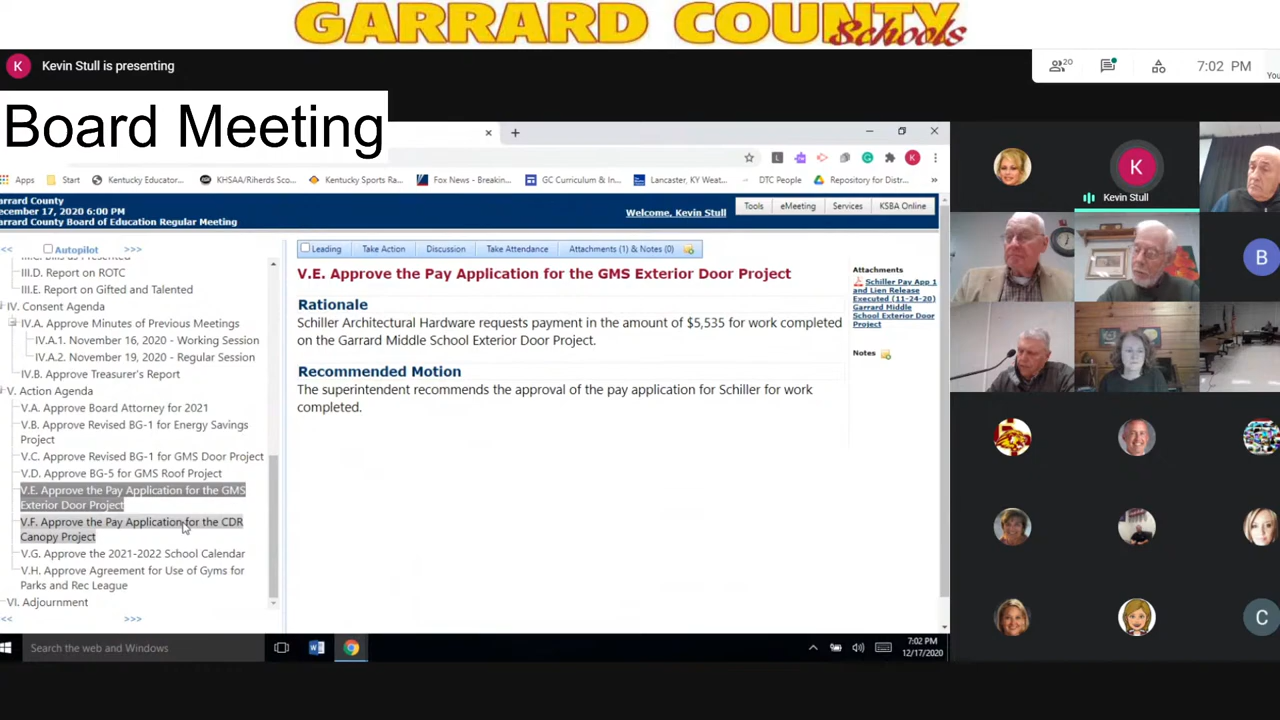 GARRARD COUNTY
Schools
Kevin Stull is presenting
20
7:02 PM
You
Board Meeting
Apps
Start
Kentucky Educator...
KHSAA/Riherds Sco...
Kentucky Sports Ra...
Fox News - Breakin...
GC Curriculum & In...
Lancaster, KY Weat...
DTC People
Repository for Distr...
»
arrard County
ecember 17, 2020 6:00 PM
arrard County Board of Education Regular Meeting
Welcome, Kevin Stull
Tools
eMeeting
Services
KSBA Online
<<
Autopilot
>>>
Leading
Take Action
Discussion
Take Attendance
Attachments (1) & Notes (0)
III.C. Bills as Presented
III.D. Report on ROTC
III.E. Report on Gifted and Talented
IV. Consent Agenda
IV.A. Approve Minutes of Previous Meetings
IV.A.1. November 16, 2020 - Working Session
IV.A.2. November 19, 2020 - Regular Session
IV.B. Approve Treasurer's Report
V. Action Agenda
V.A. Approve Board Attorney for 2021
V.B. Approve Revised BG-1 for Energy Savings
Project
V.C. Approve Revised BG-1 for GMS Door Project
V.D. Approve BG-5 for GMS Roof Project
V.E. Approve the Pay Application for the GMS
Exterior Door Project
V.F. Approve the Pay Application for the CDR
Canopy Project
V.G. Approve the 2021-2022 School Calendar
V.H. Approve Agreement for Use of Gyms for
Parks and Rec League
VI. Adjournment
<<
>>>
V.E. Approve the Pay Application for the GMS Exterior Door Project
Rationale
Schiller Architectural Hardware requests payment in the amount of $5,535 for work completed
on the Garrard Middle School Exterior Door Project.
Recommended Motion
The superintendent recommends the approval of the pay application for Schiller for work
completed.
Attachments
Schiller Pay App 1
and Lien Release
Executed (11-24-20)
Garrard Middle
School Exterior Door
Project
Notes
K
K
Kevin Stull
B
C
Search the web and Windows
7:02 PM
12/17/2020